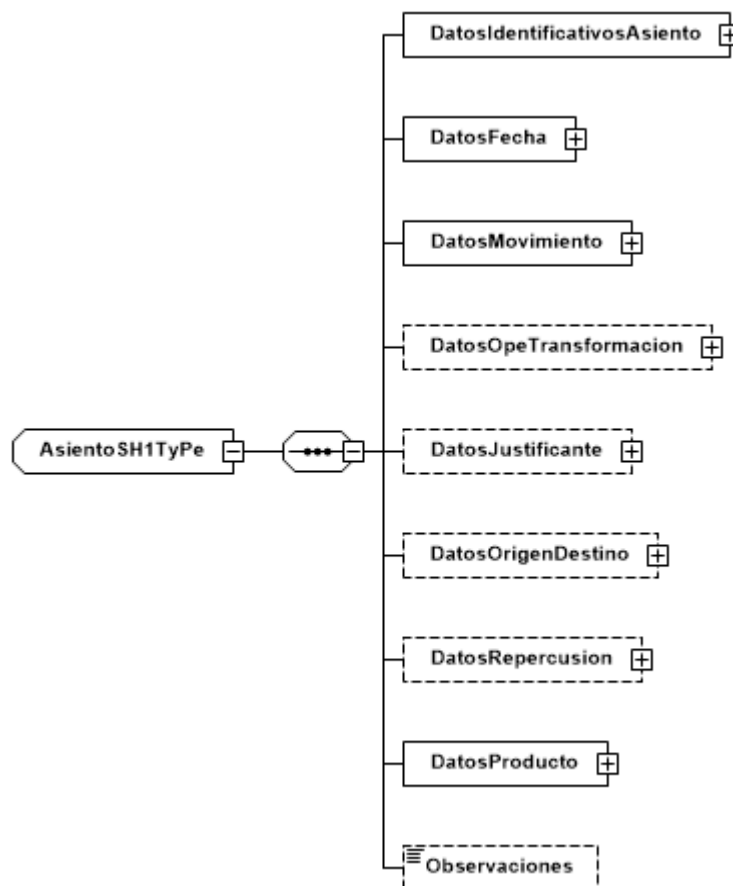 DatosIdentificativosAsiento
DatosFecha
DatosMovimiento
DatosOpeTransformacion
AsientoSH1TyPe
DatosJustificante
DatosOrigenDestino
DatosRepercusion
DatosProducto
Observaciones